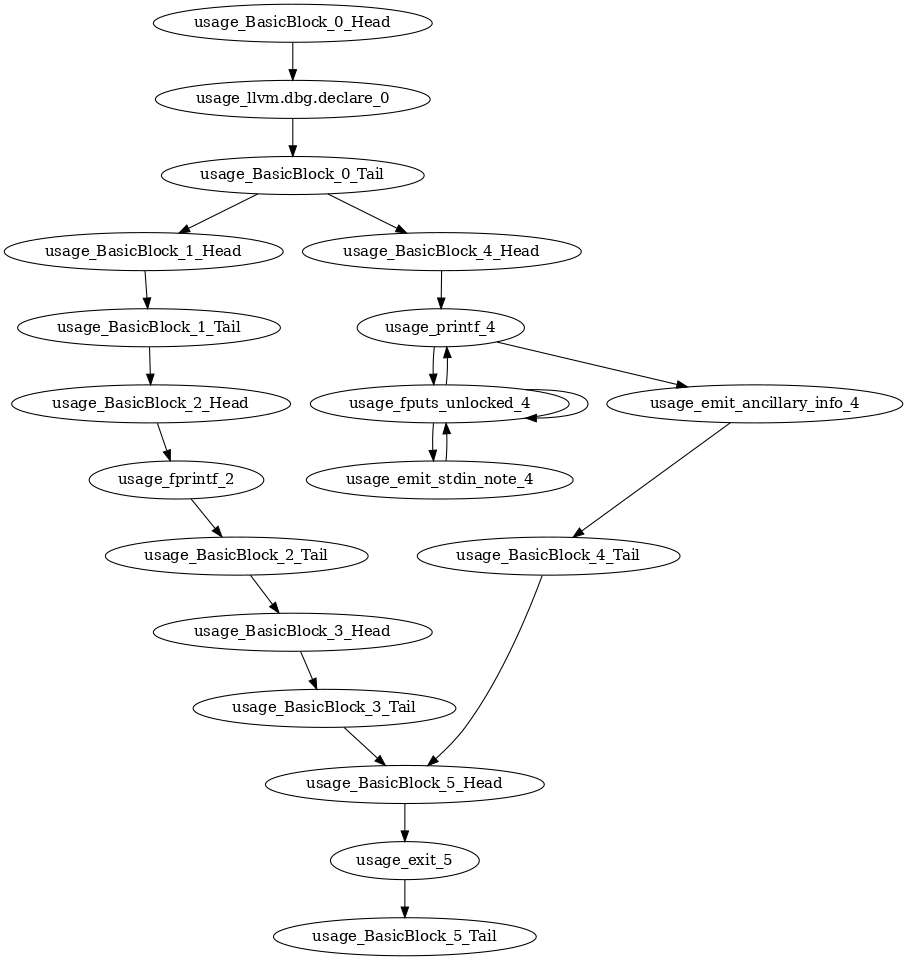 usage_BasicBlock_0_Head
usage_llvm.dbg.declare_0
usage_BasicBlock_0_Tail
usage_BasicBlock_1_Head
usage_BasicBlock_4_Head
usage_BasicBlock_1_Tail
usage_printf_4
usage_BasicBlock_2_Head
usage_fputs_unlocked_4
usage_emit_ancillary_info_4
usage_fprintf_2
usage_emit_stdin_note_4
usage_BasicBlock_2_Tail
usage_BasicBlock_4_Tail
usage_BasicBlock_3_Head
usage_BasicBlock_3_Tail
usage_BasicBlock_5_Head
usage_exit_5
usage_BasicBlock_5_Tail